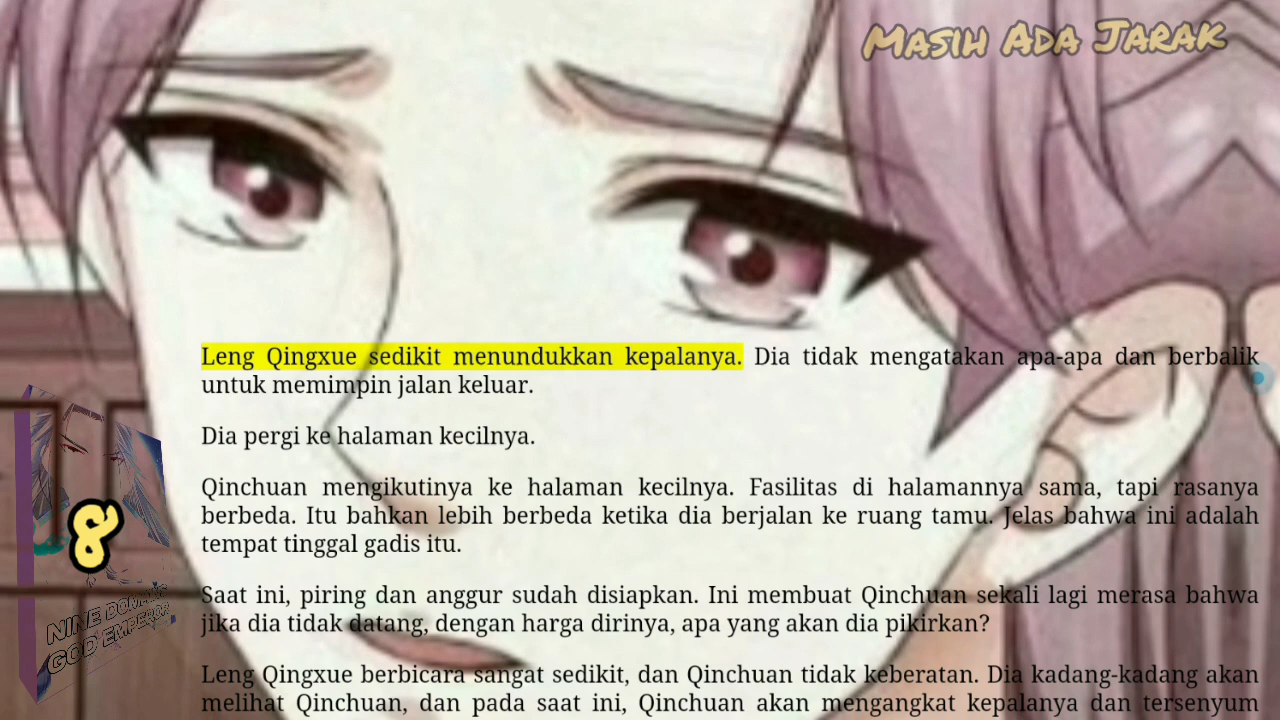 Masih Ada Jarak
Leng Qingxue sedikit menundukkan kepalanya. Dia tidak mengatakan apa-apa dan berbalik
untuk memimpin jalan keluar.
Dia pergi ke halaman kecilnya.
Qinchuan mengikutinya ke halaman kecilnya. Fasilitas di halamannya sama, tapi rasanya
berbeda. Itu bahkan lebih berbeda ketika dia berjalan ke ruang tamu. Jelas bahwa ini adalah
tempat tinggal gadis itu.
8
NINE DOMAINS
GOD EMPEROR
Saat ini, piring dan anggur sudah disiapkan. Ini membuat Qinchuan sekali lagi merasa bahwa
jika dia tidak datang, dengan harga dirinya, apa yang akan dia pikirkan?
Leng Qingxue berbicara sangat sedikit, dan Qinchuan tidak keberatan. Dia kadang-kadang akan
melihat Qinchuan, dan pada saat ini, Qinchuan akan mengangkat kepalanya dan tersenyum